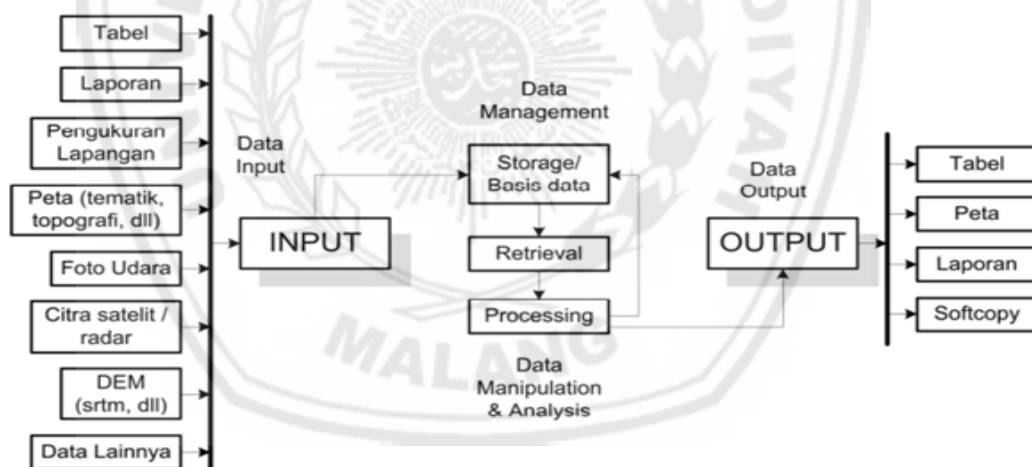 Tabel
Laporan
Pengukuran
Lapangan
Peta (tematik,
topografi, dll)
Foto Udara
Citra satelit /
radar
DEM
(srtm, dll)
Data Lainnya
Data
Input
INPUT
Data
Management
Storage/
Basis data
Retrieval
Processing
Data
Manipulation
& Analysis
Data
Output
OUTPUT
Tabel
Peta
Laporan
Softcopy
MALANG
DIYAH